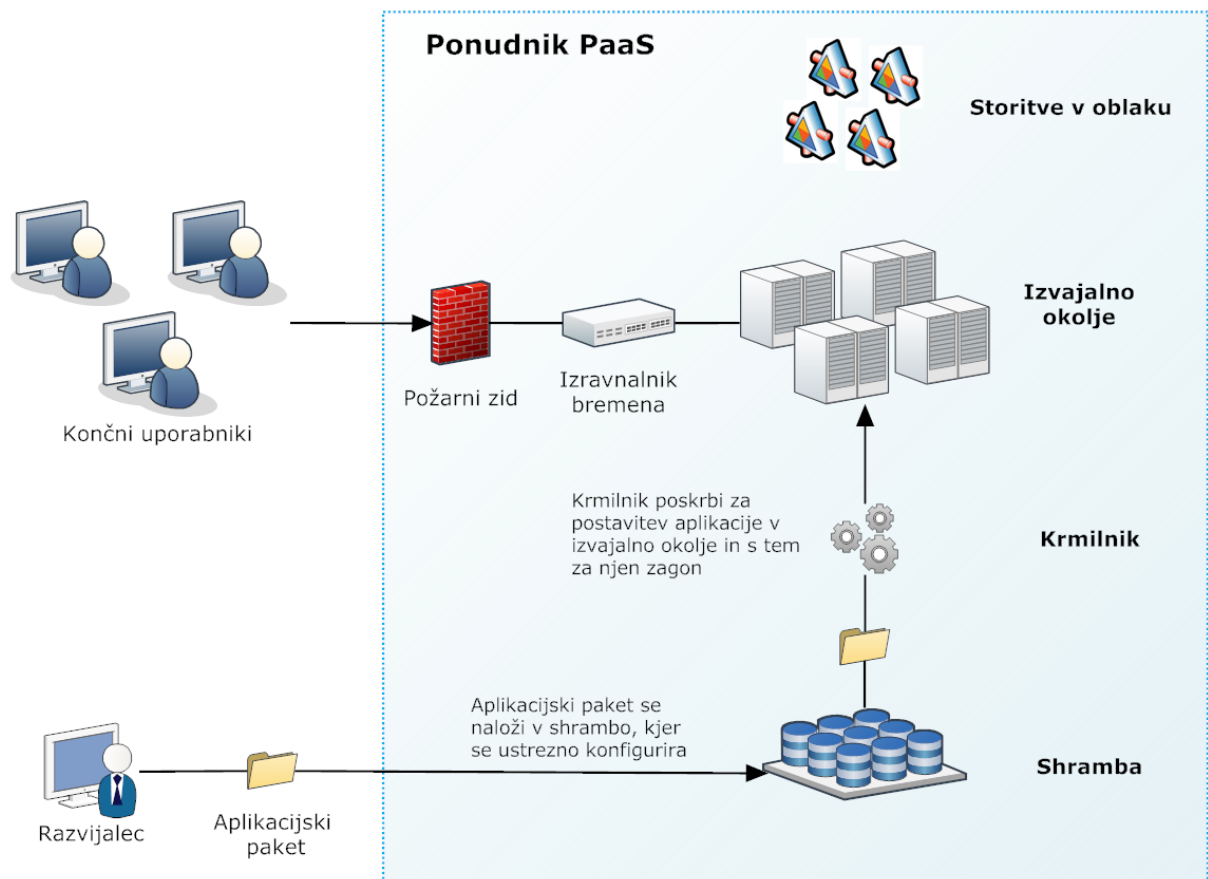 Ponudnik PaaS
Storitve v oblaku
Izvajalno
okolje
Požarni zid
Izravnalnik
bremena
Končni uporabniki
Krmilnik poskrbi za
postavitev aplikacije v
izvajalno okolje in s tem
za njen zagon
Krmilnik
Aplikacijski paket se
naloži v shrambo, kjer
se ustrezno konfigurira
Shramba
Razvijalec
Aplikacijski
paket